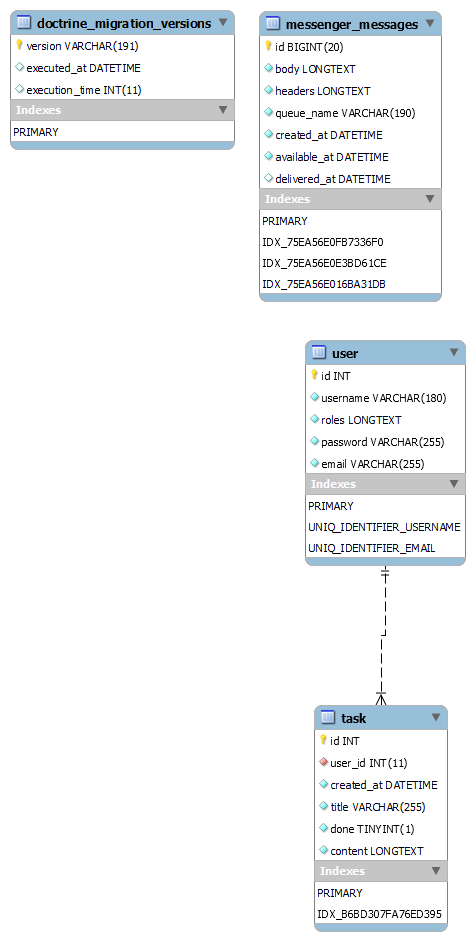 doctrine_migration_versions
version VARCHAR(191)
executed_at DATETIME
execution_time INT(11)
Indexes
PRIMARY
messenger_messages
id BIGINT(20)
body LONGTEXT
headers LONGTEXT
queue_name VARCHAR(190)
created_at DATETIME
available_at DATETIME
delivered_at DATETIME
Indexes
PRIMARY
IDX_75EA56E0FB7336F0
IDX_75EA56E0E3BD61CE
IDX_75EA56E016BA31DB
user
id INT
username VARCHAR(180)
roles LONGTEXT
password VARCHAR(255)
email VARCHAR(255)
Indexes
PRIMARY
UNIQ_IDENTIFIER_USERNAME
UNIQ_IDENTIFIER_EMAIL
task
id INT
user_id INT(11)
created_at DATETIME
title VARCHAR(255)
done TINYINT(1)
content LONGTEXT
Indexes
PRIMARY
IDX_B6BD307FA76ED395